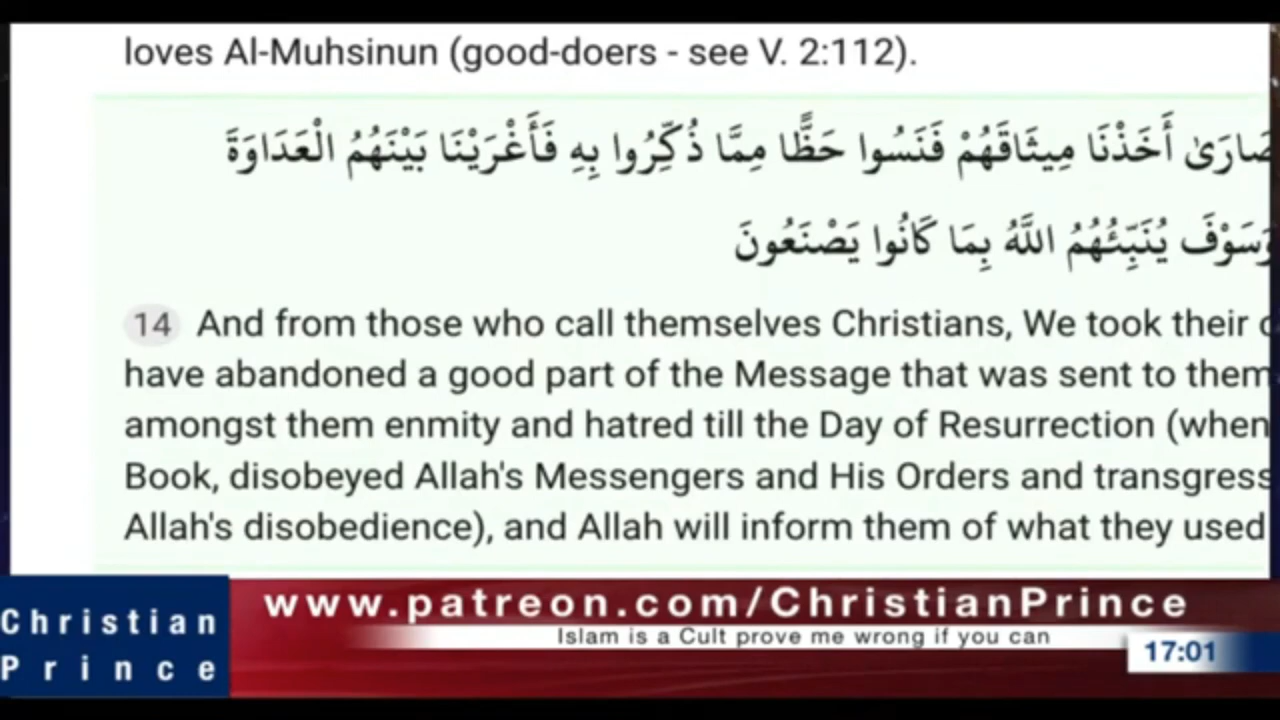 loves Al-Muhsinun (good-doers - see V. 2:112).
صَارَىٰ أَخَذْنَا مِيثَاقَهُمْ فَنَسُوا حَظًّا مِمَّا ذُكِّرُوا بِهِ فَأَغْرَيْنَا بَيْنَهُمُ الْعَدَاوَةَ
وَسَوْفَ يُنَبِّئُهُمُ اللَّهُ بِمَا كَانُوا يَصْنَعُونَ
14 And from those who call themselves Christians, We took their
have abandoned a good part of the Message that was sent to them
amongst them enmity and hatred till the Day of Resurrection (when
Book, disobeyed Allah's Messengers and His Orders and transgress
Allah's disobedience), and Allah will inform them of what they used
Christian
Prince
www.patreon.com/ChristianPrince
Islam is a Cult prove me wrong if you can
17:01